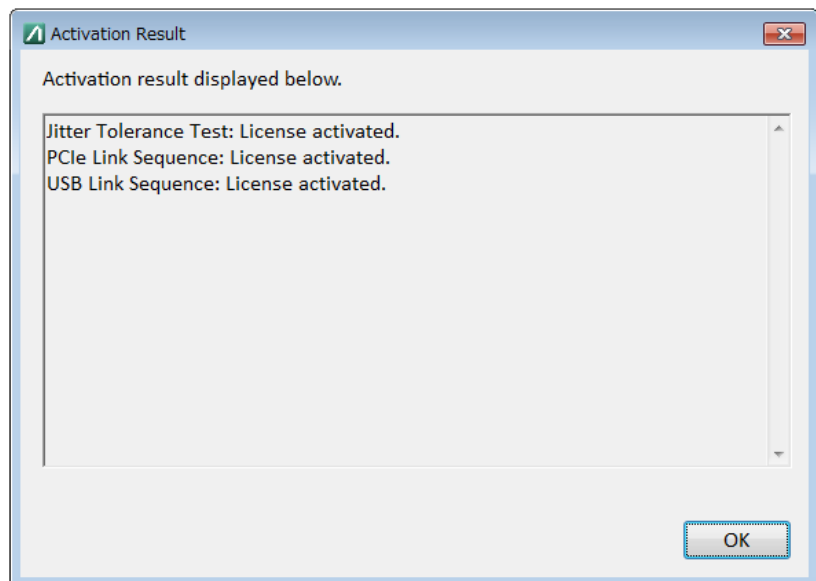 Activation Result
Activation result displayed below.
Jitter Tolerance Test: License activated.
PCIe Link Sequence: License activated.
USB Link Sequence: License activated.
OK